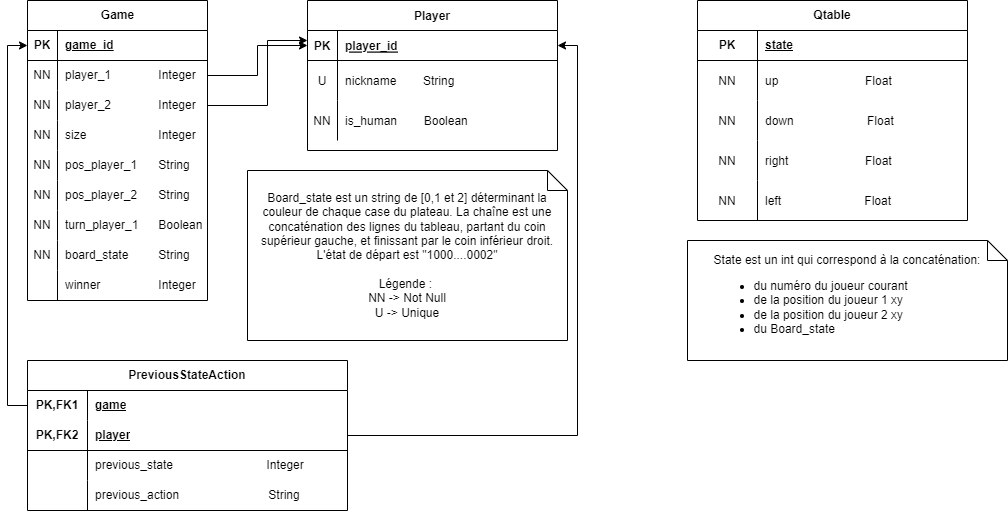 Game
PK game_id
NN player_1 Integer
NN player_2 Integer
NN size Integer
NN pos_player_1 String
NN pos_player_2 String
NN turn_player_1 Boolean
NN board_state String
winner Integer
Player
PK player_id
U nickname String
NN is_human Boolean
Qtable
PK state
NN up Float
NN down Float
NN right Float
NN left Float
Board_state est un string de [0,1 et 2] déterminant la
couleur de chaque case du plateau. La chaîne est une
concaténation des lignes du tableau, partant du coin
supérieur gauche, et finissant par le coin inférieur droit.
L'état de départ est "1000....0002"
Légende :
NN -> Not Null
U -> Unique
State est un int qui correspond à la concaténation:
• du numéro du joueur courant
• de la position du joueur 1 xy
• de la position du joueur 2 xy
• du Board_state
PreviousStateAction
PK,FK1 game
PK,FK2 player
previous_state Integer
previous_action String